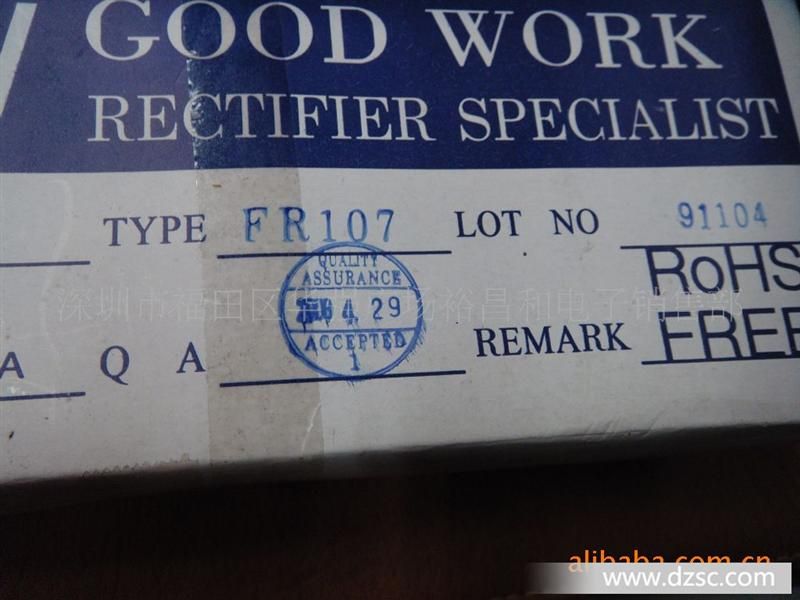 GOOD WORK
RECTIFIER SPECIALIST
TYPE FR107 LOT NO 91104
QUALITY
ASSURANCE
4. 29
ACCEPTED
1
RoHS
A Q A
REMARK FREE
深圳市福田区 裕昌和电子销售部
alibaba.com.cn
www.dzsc.com